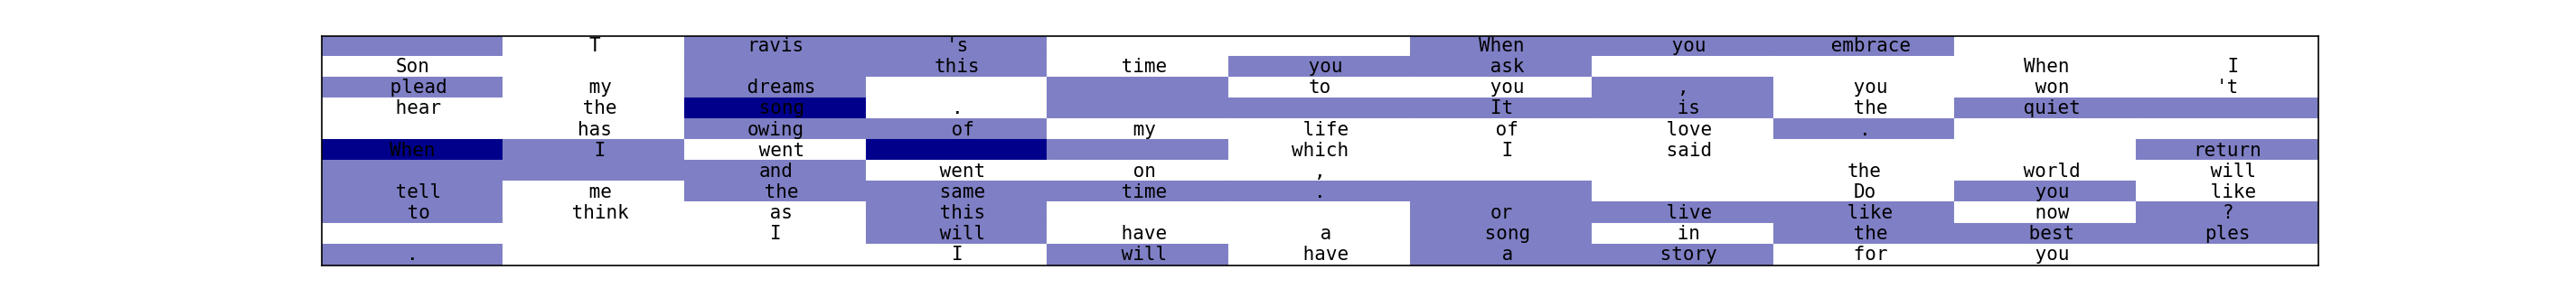 T ravis 's When you embrace
Son this time you ask When I
plead my dreams to you , you won 't
hear the song . It is the quiet
has owing of my life of love .
When I went which I said return
and went on , the world will
tell me the same time . Do you like
to think as this or live like now ?
I will have a song in the best ples
. I will have a story for you